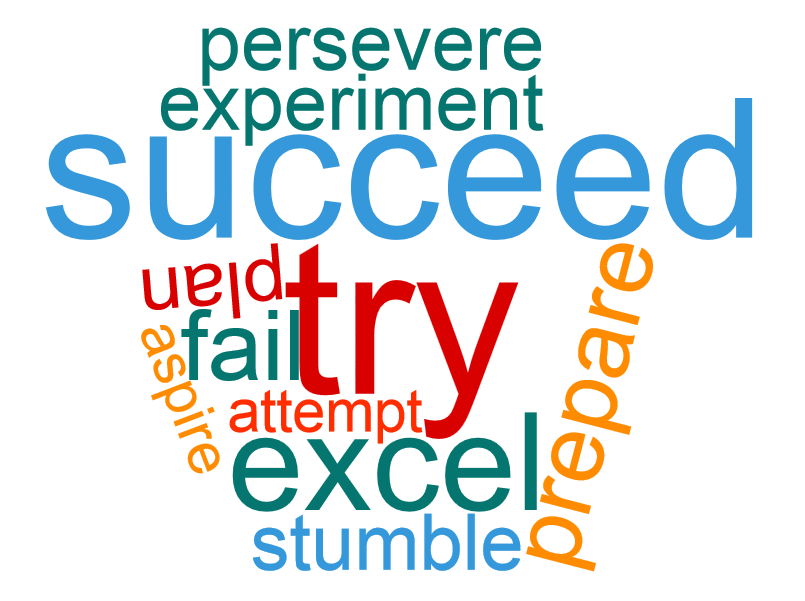 persevere
experiment
succeed
plan
try
prepare
fail
aspire
attempt
excel
stumble